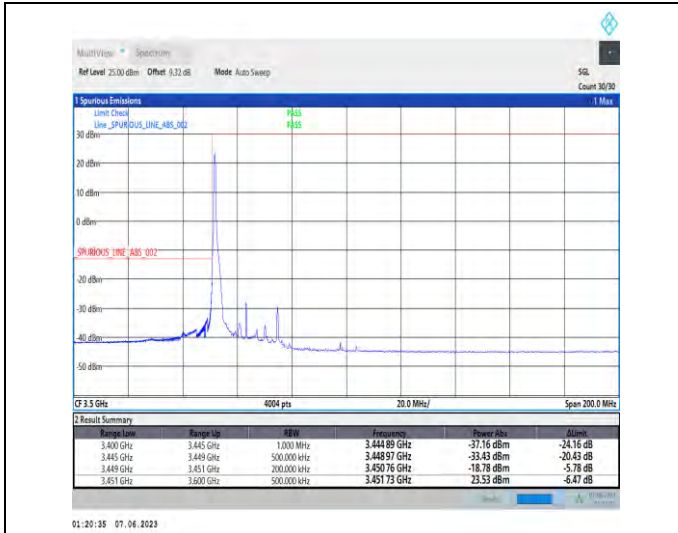 MultiView Spectrum
Ref Level 25.00 dBm Offset 9.32 dB Mode Auto Sweep SGL
Count 30/30
1 Spurious Emissions 1 Max
Limit Check PASS
Line _SPURIOUS_LINE_ABS_002 PASS
30 dBm
20 dBm
10 dBm
0 dBm
_SPURIOUS_LINE_ABS_002
-20 dBm
-30 dBm
-40 dBm
-50 dBm
CF 3.5 GHz 4004 pts 20.0 MHz/ Span 200.0 MHz
2 Result Summary
Range Low Range Up RBW Frequency Power Abs ΔLimit
3.400 GHz 3.445 GHz 1.000 MHz 3.444 89 GHz -37.16 dBm -24.16 dB
3.445 GHz 3.449 GHz 500.000 kHz 3.448 97 GHz -33.43 dBm -20.43 dB
3.449 GHz 3.451 GHz 200.000 kHz 3.450 76 GHz -18.78 dBm -5.78 dB
3.451 GHz 3.600 GHz 500.000 kHz 3.451 73 GHz 23.53 dBm -6.47 dB
01:20:35 07.06.2023